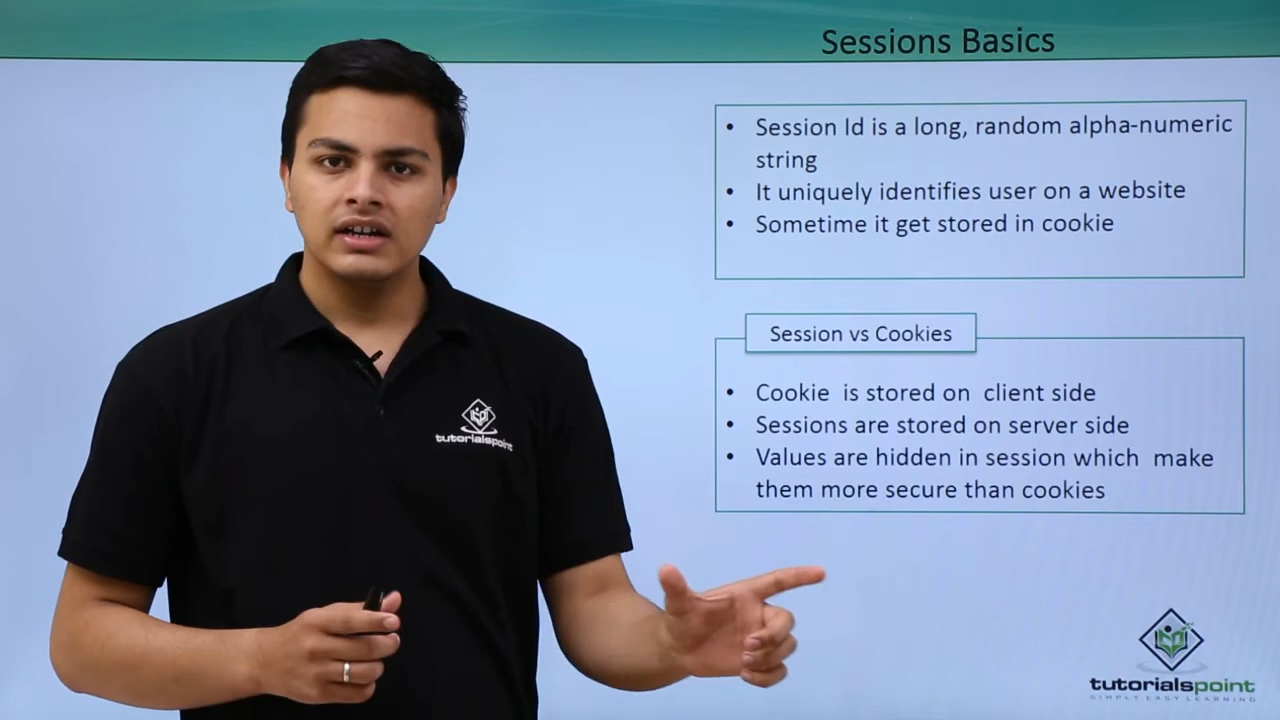 Sessions Basics
• Session Id is a long, random alpha-numeric
string
• It uniquely identifies user on a website
• Sometime it get stored in cookie
Session vs Cookies
• Cookie is stored on client side
• Sessions are stored on server side
• Values are hidden in session which make
them more secure than cookies
tutorialspoint
tutorialspoint
SIMPLY EASY LEARNING